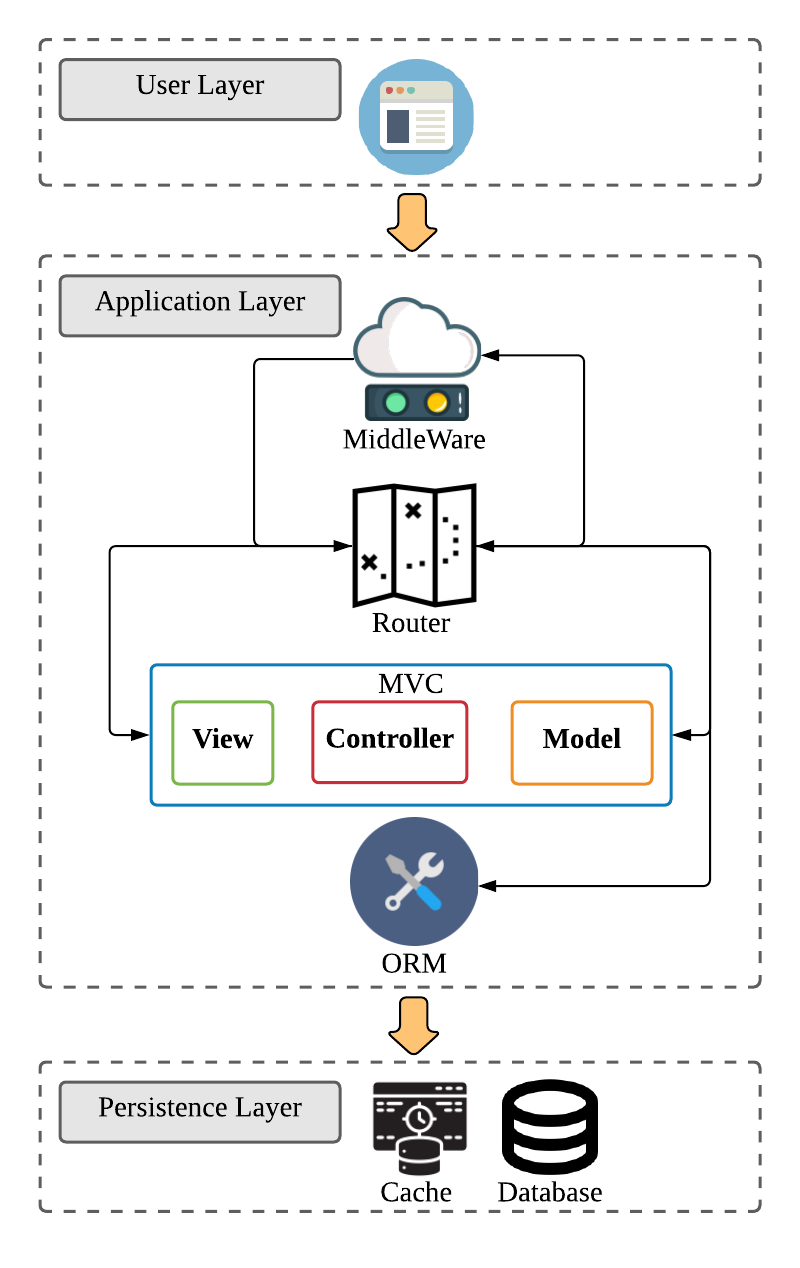 User Layer
Application Layer
MiddleWare
Router
MVC
View
Controller
Model
ORM
Persistence Layer
Cache
Database